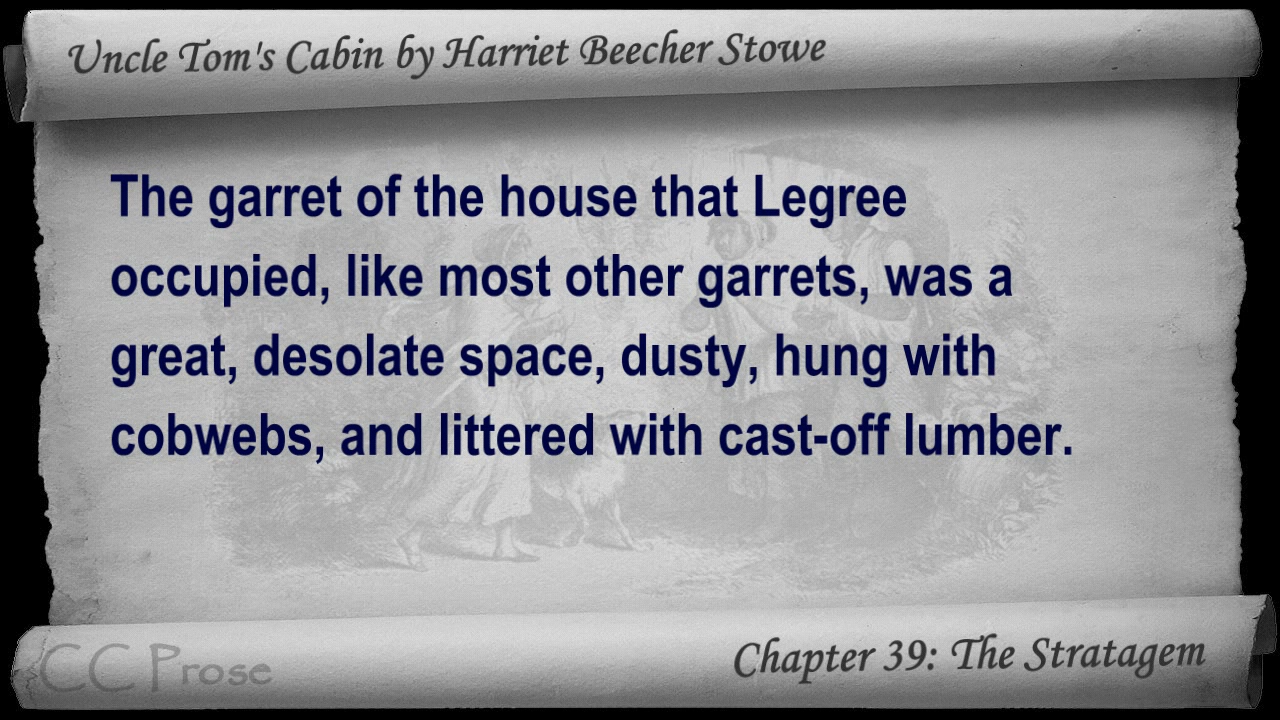 Uncle Tom's Cabin by Harriet Beecher Stowe
The garret of the house that Legree
occupied, like most other garrets, was a
great, desolate space, dusty, hung with
cobwebs, and littered with cast-off lumber.
CC Prose
Chapter 39: The Stratagem